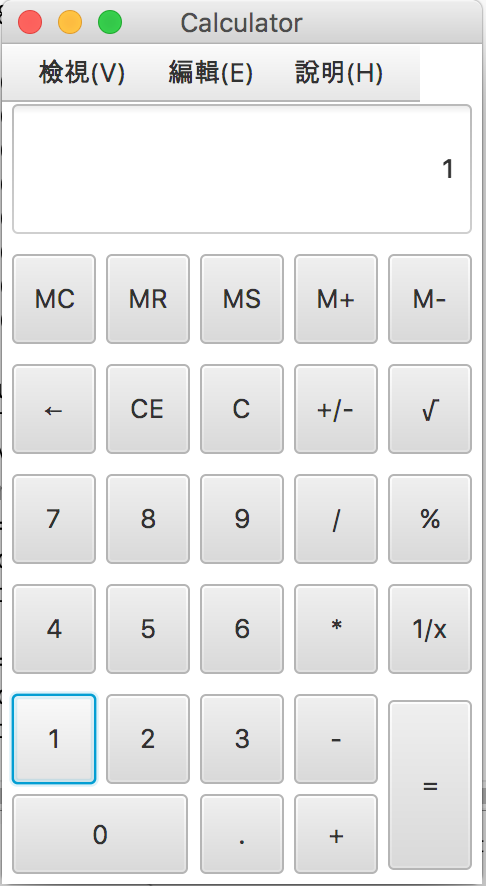 Calculator
檢視(V) 編輯(E) 說明(H)
1
MC MR MS M+ M-
← CE C +/- √
7 8 9 / %
4 5 6 * 1/x
1 2 3 - =
0 . +